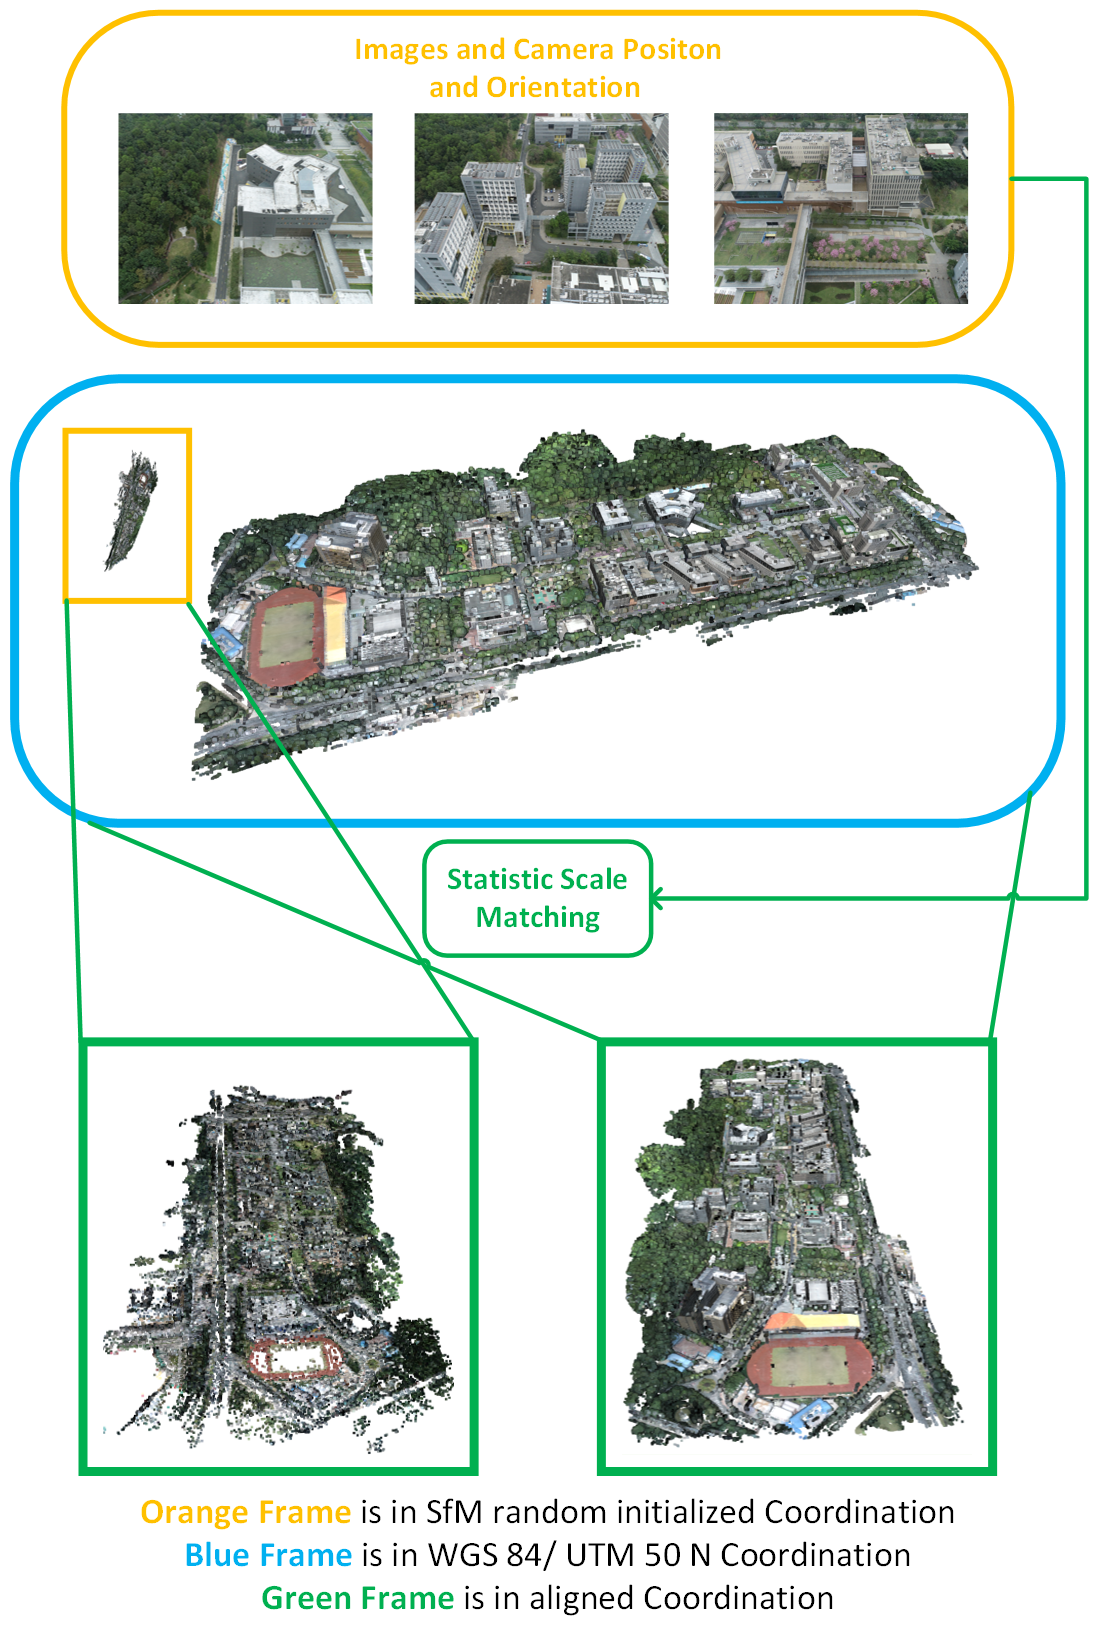 Images and Camera Positon
and Orientation
Statistic Scale
Matching
Orange Frame is in SfM random initialized Coordination
Blue Frame is in WGS 84/ UTM 50 N Coordination
Green Frame is in aligned Coordination